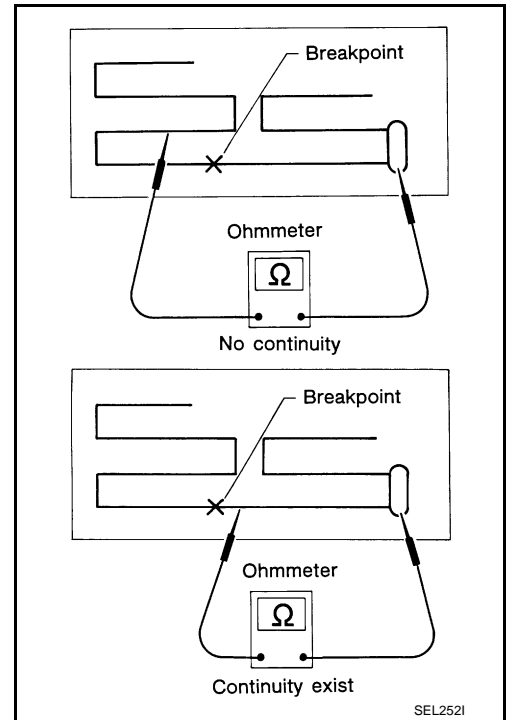 Breakpoint
Ohmmeter
Ω
No continuity
Breakpoint
Ohmmeter
Ω
Continuity exist
SEL252I